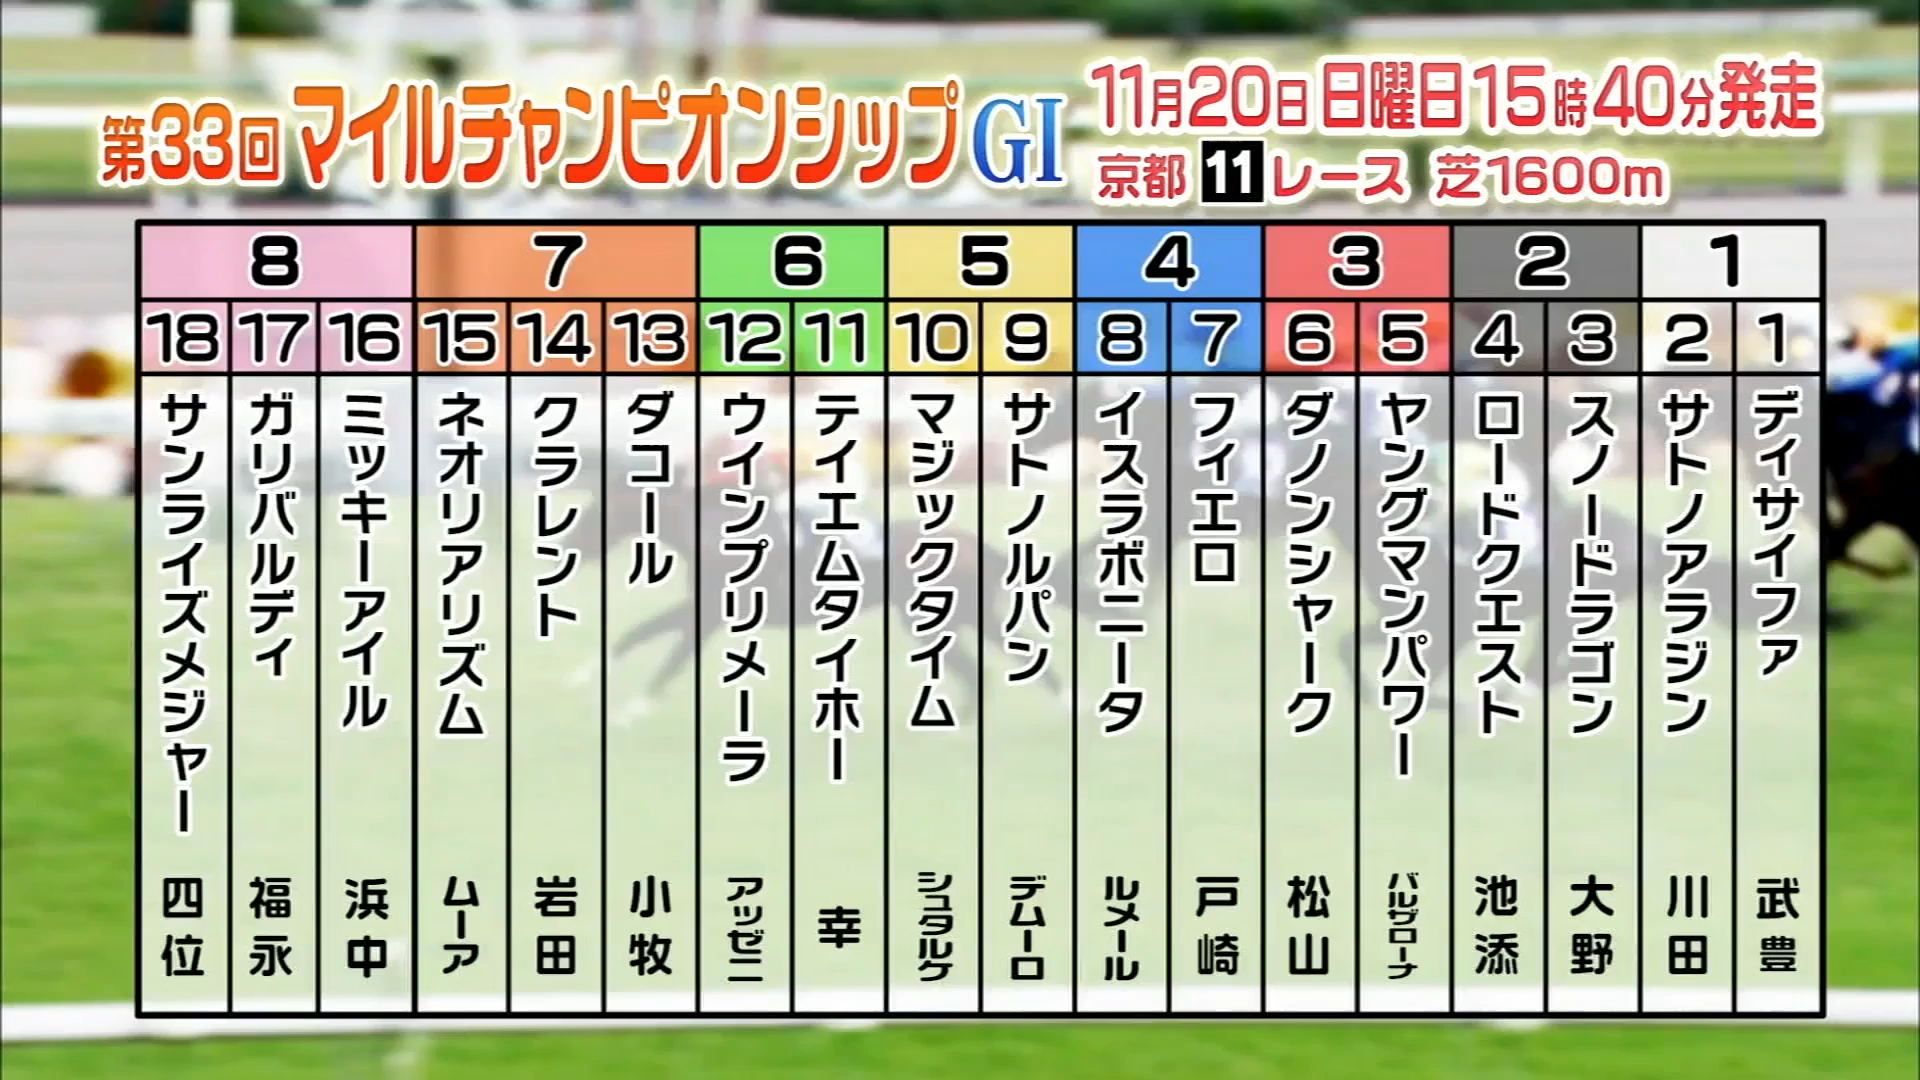 第33回 マイルチャンピオンシップ GI
11月20日 日曜日 15時40分発走
京都 11 レース 芝1600m
8 7 6 5 4 3 2 1
18 17 16 15 14 13 12 11 10 9 8 7 6 5 4 3 2 1
ディサイファ
武豊
サトノアラジン
川田
スノードラゴン
大野
ロードクエスト
池添
ヤングマンパワー
バルザローナ
ダノンシャーク
松山
フィエロ
戸崎
イスラボニータ
ルメール
サトノルパン
デムーロ
マジックタイム
シュタルケ
テイエムタイホー
幸
ウインプリメーラ
アッゼニ
ダコール
小牧
クラレント
岩田
ネオリアリズム
ムーア
ミッキーアイル
浜中
ガリバルディ
福永
サンライズメジャー
四位